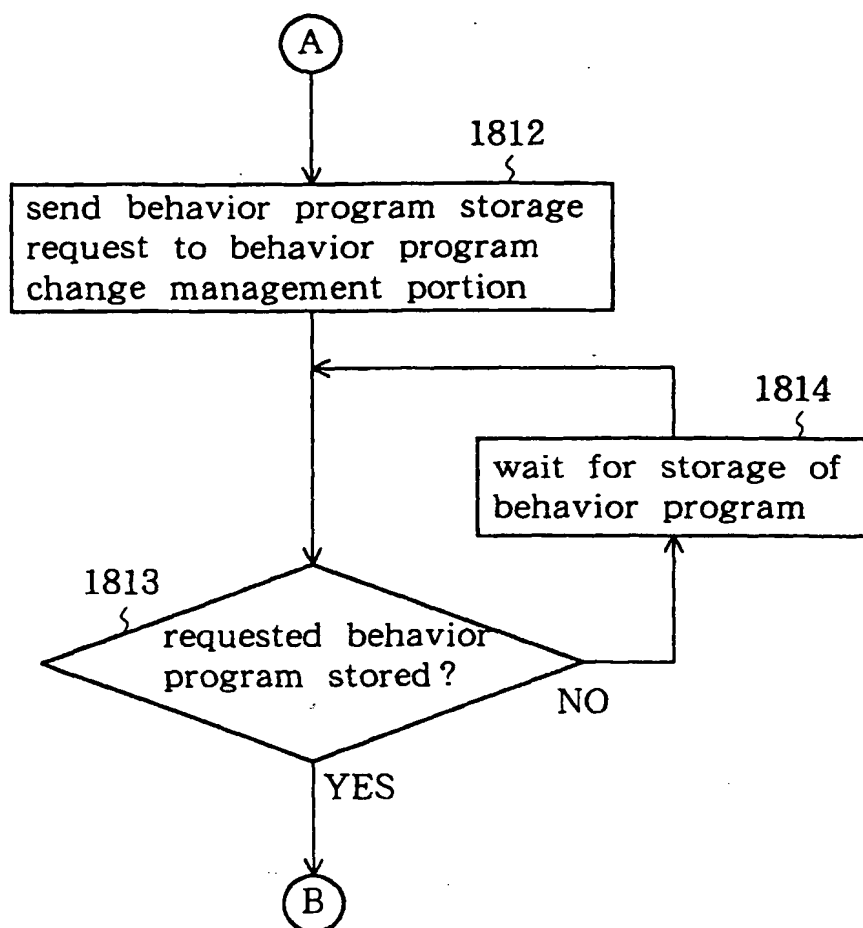 A
1812
send behavior program storage
request to behavior program
change management portion
1814
wait for storage of
behavior program
1813
requested behavior
program stored?
NO
YES
B